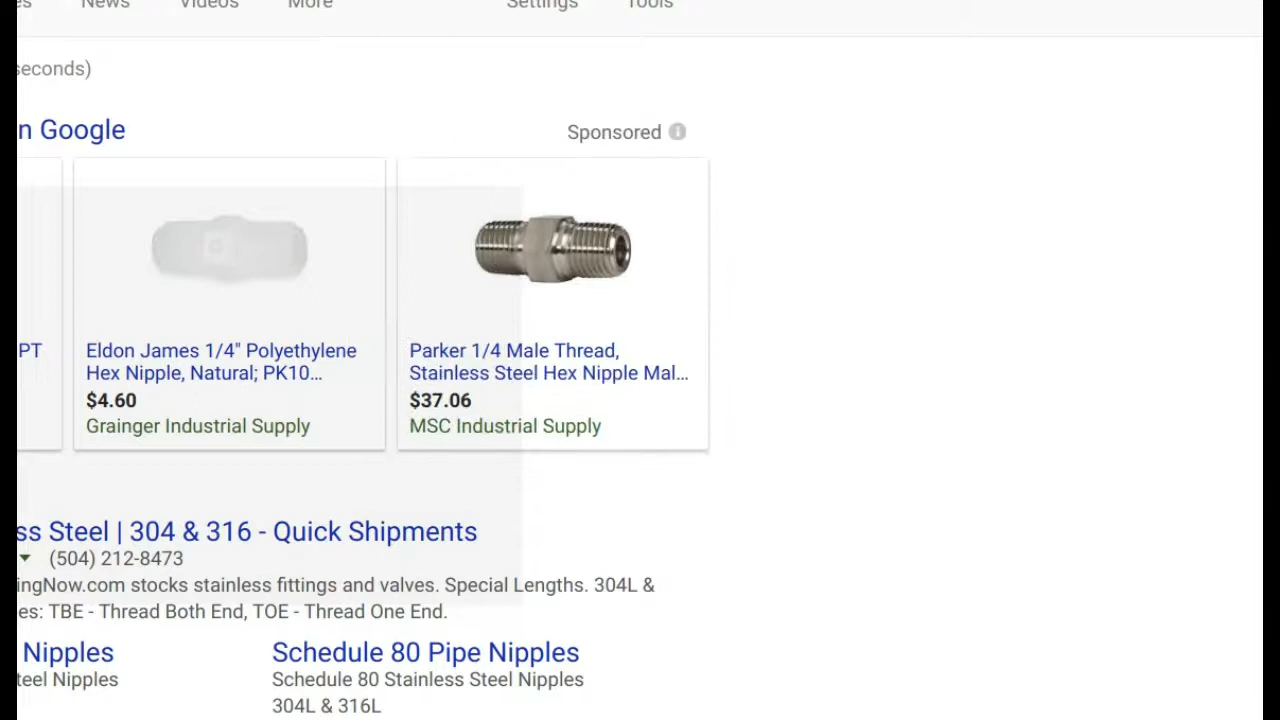 es News Videos More Settings Tools
seconds)
n Google
Sponsored
PT
Eldon James 1/4" Polyethylene
Hex Nipple, Natural; PK10...
$4.60
Grainger Industrial Supply
Parker 1/4 Male Thread,
Stainless Steel Hex Nipple Mal...
$37.06
MSC Industrial Supply
ss Steel | 304 & 316 - Quick Shipments
(504) 212-8473
ingNow.com stocks stainless fittings and valves. Special Lengths. 304L &
es: TBE - Thread Both End, TOE - Thread One End.
Nipples
teel Nipples
Schedule 80 Pipe Nipples
Schedule 80 Stainless Steel Nipples
304L & 316L